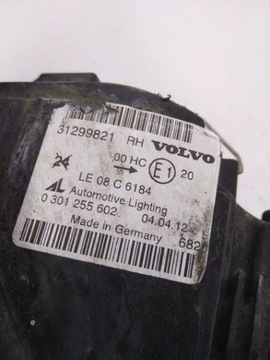 31299821 RH VOLVO
24 00 HC E1 20
LE 08 C 6184
AL Automotive Lighting
0 301 255 602 04.04.12
Made in Germany 682